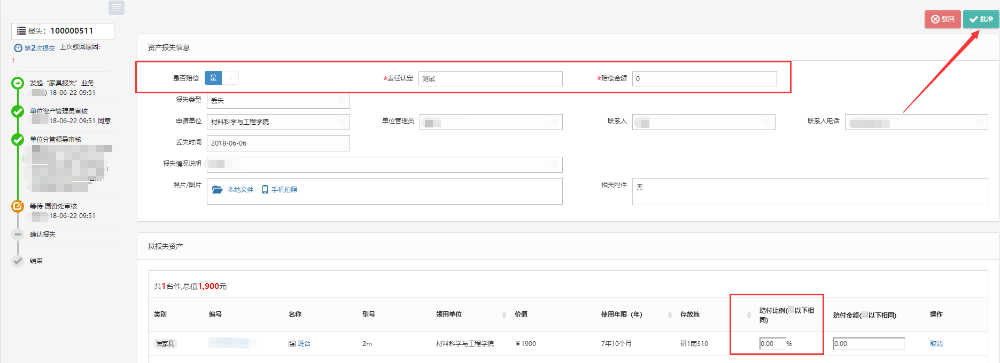 驳回
批准
报失: 100000511
第2次提交 上次驳回原因:
1
发起 “家具报失” 业务
) 18-06-22 09:51
单位资产管理员审核
18-06-22 09:51 同意
单位分管领导审核
等待 国资处审核
18-06-22 09:51
确认报失
结束
资产报失信息
是否赔偿 是 *责任认定 测试 *赔偿金额 0
报失类型 丢失
申请单位 材料科学与工程学院 单位管理员 联系人 联系人电话
丢失时间 2018-06-06
报失情况说明
照片/图片 本地文件 手机拍照 相关附件 无
拟报失资产
共1台件,总值1,900元
类别 编号 名称 型号 领用单位 价值 使用年限（年） 存放地 赔付比例(以下相同) 赔付金额(以下相同) 操作
家具 班台 2m 材料科学与工程学院 ¥1900 7年10个月 研1南310 0.00 % 0.00 取消